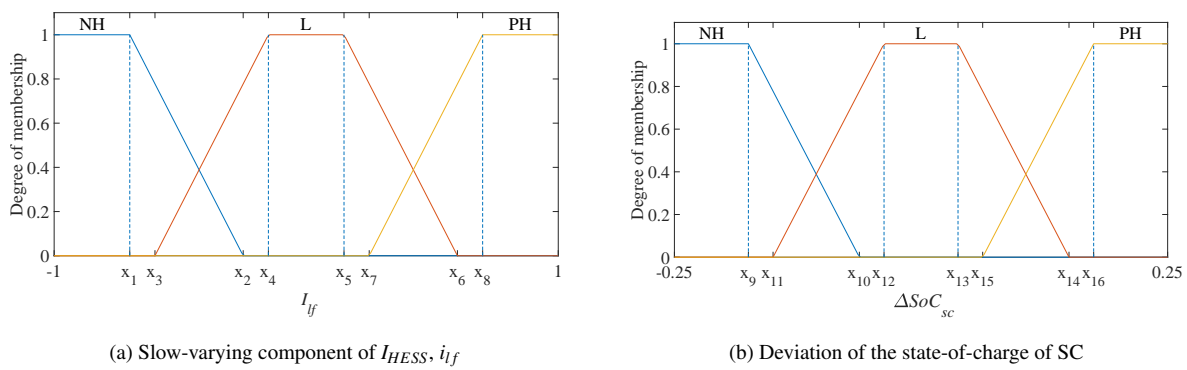 NH L PH
1
0.8
0.6
0.4
0.2
0
Degree of membership
-1 x1 x3 x2 x4 x5 x7 x6 x8 1
Ilf
(a) Slow-varying component of IHESS, ilf
NH L PH
1
0.8
0.6
0.4
0.2
0
Degree of membership
-0.25 x9 x11 x10 x12 x13 x15 x14 x16 0.25
ΔSoCsc
(b) Deviation of the state-of-charge of SC